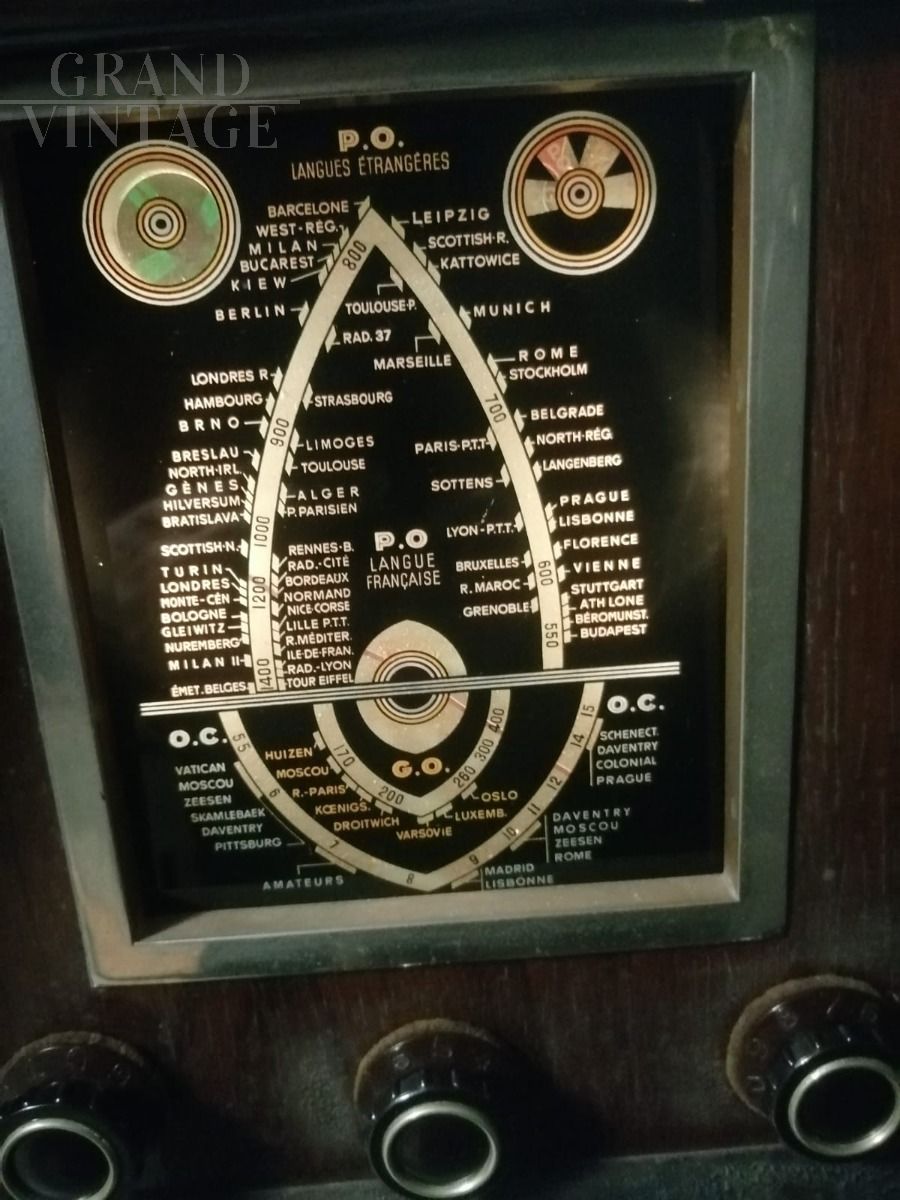 GRAND
VINTAGE
P.O.
LANGUES ÉTRANGÈRES
BARCELONE
WEST-RÉG.
MILAN
BUCAREST
KIEW
BERLIN
LONDRES R
HAMBOURG
BRNO
BRESLAU
NORTH-IRL.
GÊNES
HILVERSUM
BRATISLAVA
SCOTTISH-N.
TURIN
LONDRES
MONTE-CÉN
BOLOGNE
GLEIWITZ
NUREMBERG
MILAN II
ÉMET. BELGES
800
900
1000
1200
1400
TOULOUSE-P.
RAD. 37
MARSEILLE
STRASBOURG
LIMOGES
TOULOUSE
ALGER
P. PARISIEN
RENNES-B.
RAD.-CITÉ
BORDEAUX
NORMAND
NICE-CORSE
LILLE P.T.T.
R.MÉDITER.
ILE-DE-FRAN.
RAD.-LYON
TOUR EIFFEL
P.O
LANGUE
FRANÇAISE
PARIS-P.T.T
SOTTENS
LYON-P.T.T.
BRUXELLES
R. MAROC
GRENOBLE
700
600
550
LEIPZIG
SCOTTISH-R.
KATTOWICE
MUNICH
ROME
STOCKHOLM
BELGRADE
NORTH-RÉG.
LANGENBERG
PRAGUE
LISBONNE
FLORENCE
VIENNE
STUTTGART
ATHLONE
BÉROMUNST.
BUDAPEST
O.C.
VATICAN
MOSCOU
ZEESEN
SKAMLEBAEK
DAVENTRY
PITTSBURG
AMATEURS
5,5
6
7
8
9
10
11
12
14
15
HUIZEN
MOSCOU
R.-PARIS
KŒNIGS.
DROITWICH
VARSOVIE
LUXEMB.
OSLO
170
200
260
300
400
G.O.
O.C.
SCHENECT.
DAVENTRY
COLONIAL
PRAGUE
DAVENTRY
MOSCOU
ZEESEN
ROME
MADRID
LISBONNE